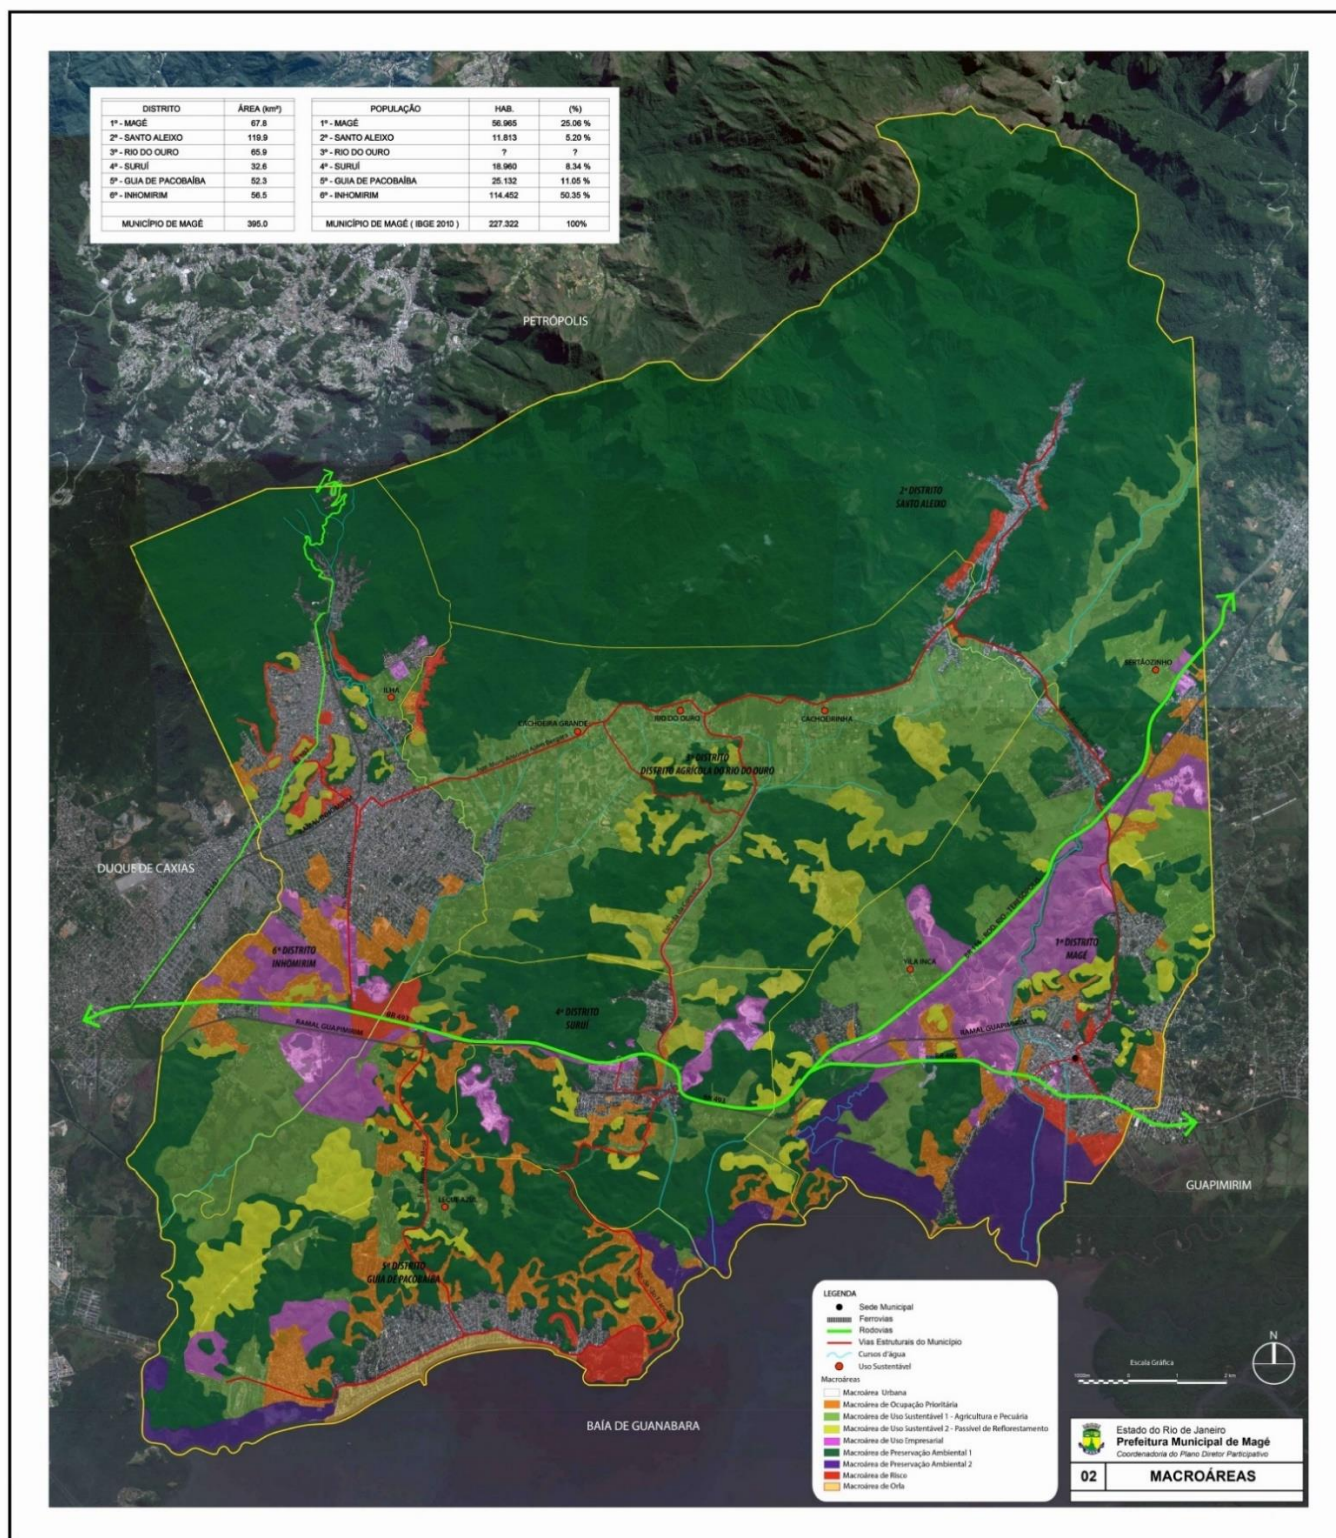 DISTRITO ÁREA (km²)
1º - MAGÉ 67.8
2º - SANTO ALEIXO 119.9
3º - RIO DO OURO 65.9
4º - SURUÍ 32.6
5º - GUIA DE PACOBAÍBA 52.3
6º - INHOMIRIM 56.5
MUNICÍPIO DE MAGÉ 395.0
POPULAÇÃO HAB. (%)
1º - MAGÉ 56.965 25.06 %
2º - SANTO ALEIXO 11.813 5.20 %
3º - RIO DO OURO ? ?
4º - SURUÍ 18.960 8.34 %
5º - GUIA DE PACOBAÍBA 25.132 11.05 %
6º - INHOMIRIM 114.452 50.35 %
MUNICÍPIO DE MAGÉ ( IBGE 2010 ) 227.322 100%
PETRÓPOLIS
2º DISTRITO
SANTO ALEIXO
SERTÃOZINHO
ILHA
CACHOEIRA GRANDE
RIO DO OURO
CACHOEIRINHA
DISTRITO
DISTRITO AGRÍCOLA DO RIO DO OURO
DUQUE DE CAXIAS
6º DISTRITO
INHOMIRIM
VILA INCA
1º DISTRITO
MAGÉ
4º DISTRITO
SURUÍ
BR 493
RAMAL GUAPIMIRIM
RAMAL GUAPIMIRIM
BR 493
GUAPIMIRIM
5º DISTRITO
GUIA DE PACOBAÍBA
BAÍA DE GUANABARA
LEGENDA
Sede Municipal
Ferrovias
Rodovias
Vias Estruturais do Município
Cursos d'água
Uso Sustentável
Macroáreas
Macroárea Urbana
Macroárea de Ocupação Prioritária
Macroárea de Uso Sustentável 1 - Agricultura e Pecuária
Macroárea de Uso Sustentável 2 - Passível de Reflorestamento
Macroárea de Uso Empresarial
Macroárea de Preservação Ambiental 1
Macroárea de Preservação Ambiental 2
Macroárea de Risco
Macroárea de Orla
N
Escala Gráfica
1000m 0 1 2 km
Estado do Rio de Janeiro
Prefeitura Municipal de Magé
Coordenadoria do Plano Diretor Participativo
02 MACROÁREAS